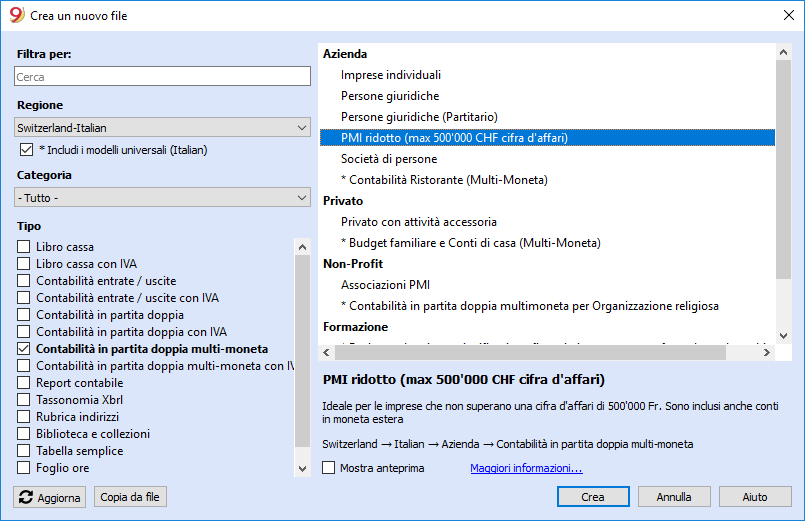 Crea un nuovo file
Filtra per:
Cerca
Regione
Switzerland-Italian
* Includi i modelli universali (Italian)
Categoria
- Tutto -
Tipo
Libro cassa
Libro cassa con IVA
Contabilità entrate / uscite
Contabilità entrate / uscite con IVA
Contabilità in partita doppia
Contabilità in partita doppia con IVA
Contabilità in partita doppia multi-moneta
Contabilità in partita doppia multi-moneta con IV
Report contabile
Tassonomia Xbrl
Rubrica indirizzi
Biblioteca e collezioni
Tabella semplice
Foglio ore
Aggiorna
Copia da file
Azienda
Imprese individuali
Persone giuridiche
Persone giuridiche (Partitario)
PMI ridotto (max 500'000 CHF cifra d'affari)
Società di persone
* Contabilità Ristorante (Multi-Moneta)
Privato
Privato con attività accessoria
* Budget familiare e Conti di casa (Multi-Moneta)
Non-Profit
Associazioni PMI
* Contabilità in partita doppia multimoneta per Organizzazione religiosa
Formazione
PMI ridotto (max 500'000 CHF cifra d'affari)
Ideale per le imprese che non superano una cifra d'affari di 500'000 Fr. Sono inclusi anche conti
in moneta estera
Switzerland → Italian → Azienda → Contabilità in partita doppia multi-moneta
Mostra anteprima
Maggiori informazioni...
Crea
Annulla
Aiuto